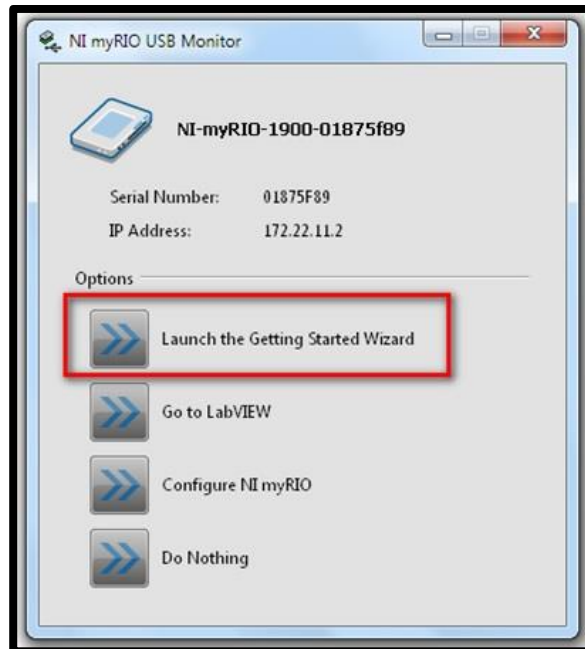 NI myRIO USB Monitor
NI-myRIO-1900-01875f89
Serial Number: 01875F89
IP Address: 172.22.11.2
Options
Launch the Getting Started Wizard
Go to LabVIEW
Configure NI myRIO
Do Nothing